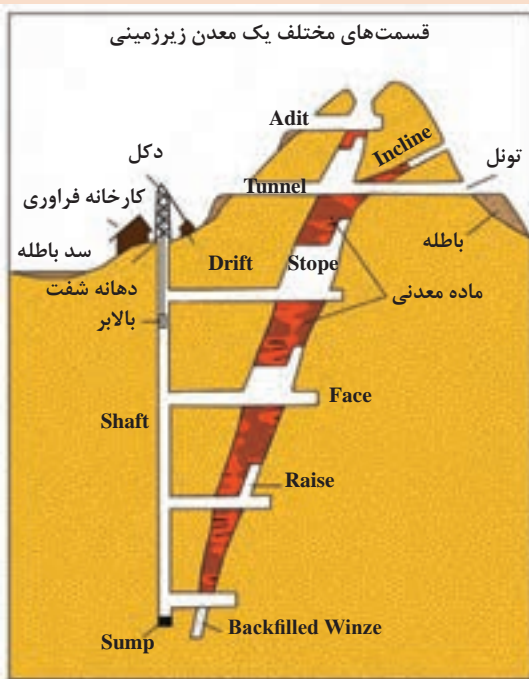 قسمت‌های مختلف یک معدن زیرزمینی
Adit
Incline
دکل
تونل
کارخانه فراوری
Tunnel
باطله
سد باطله
Drift
Stope
دهانه شفت
ماده معدنی
بالابر
Face
Shaft
Raise
Backfilled Winze
Sump